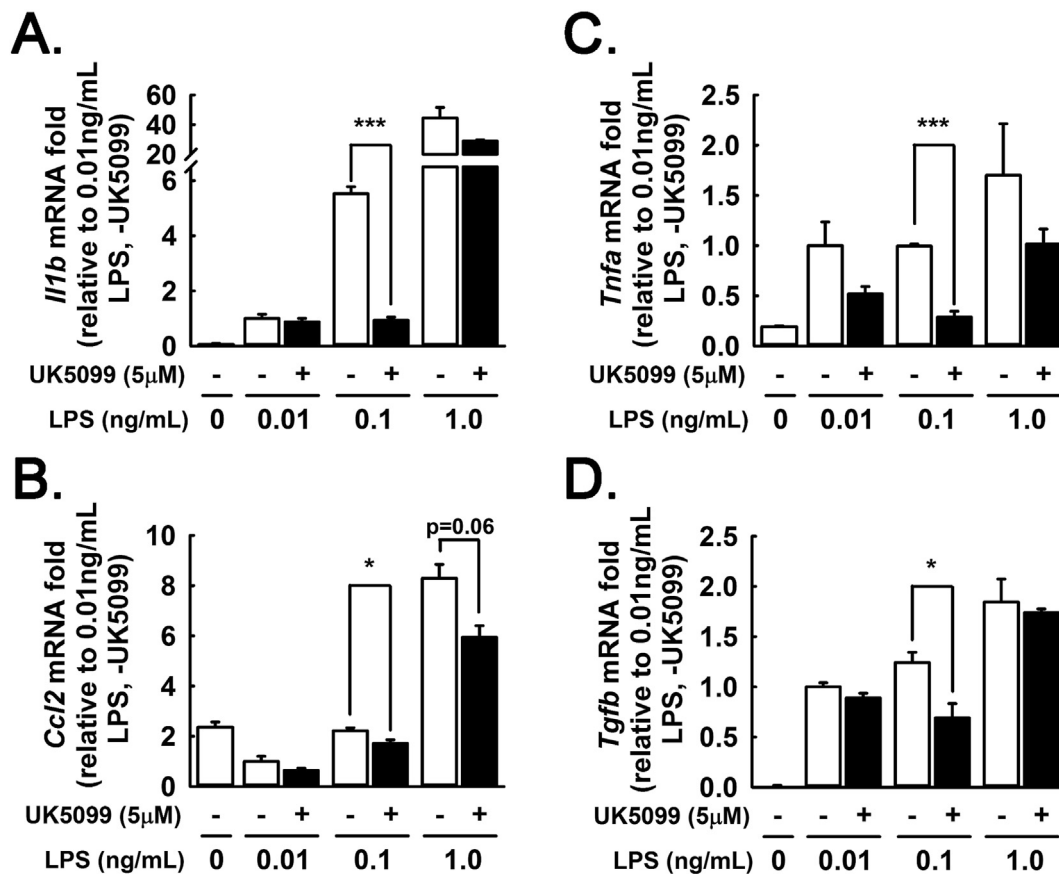 A.
Il1b mRNA fold
(relative to 0.01ng/mL
LPS, -UK5099)
60
40
20
6
4
2
0
***
UK5099 (5μM) - - + - + - +
LPS (ng/mL) 0 0.01 0.1 1.0
C.
Tnfa mRNA fold
(relative to 0.01ng/mL
LPS, -UK5099)
2.5
2.0
1.5
1.0
0.5
0.0
***
UK5099 (5μM) - - + - + - +
LPS (ng/mL) 0 0.01 0.1 1.0
B.
Ccl2 mRNA fold
(relative to 0.01ng/mL
LPS, -UK5099)
10
8
6
4
2
0
*
p=0.06
UK5099 (5μM) - - + - + - +
LPS (ng/mL) 0 0.01 0.1 1.0
D.
Tgfb mRNA fold
(relative to 0.01ng/mL
LPS, -UK5099)
2.5
2.0
1.5
1.0
0.5
0.0
*
UK5099 (5μM) - - + - + - +
LPS (ng/mL) 0 0.01 0.1 1.0